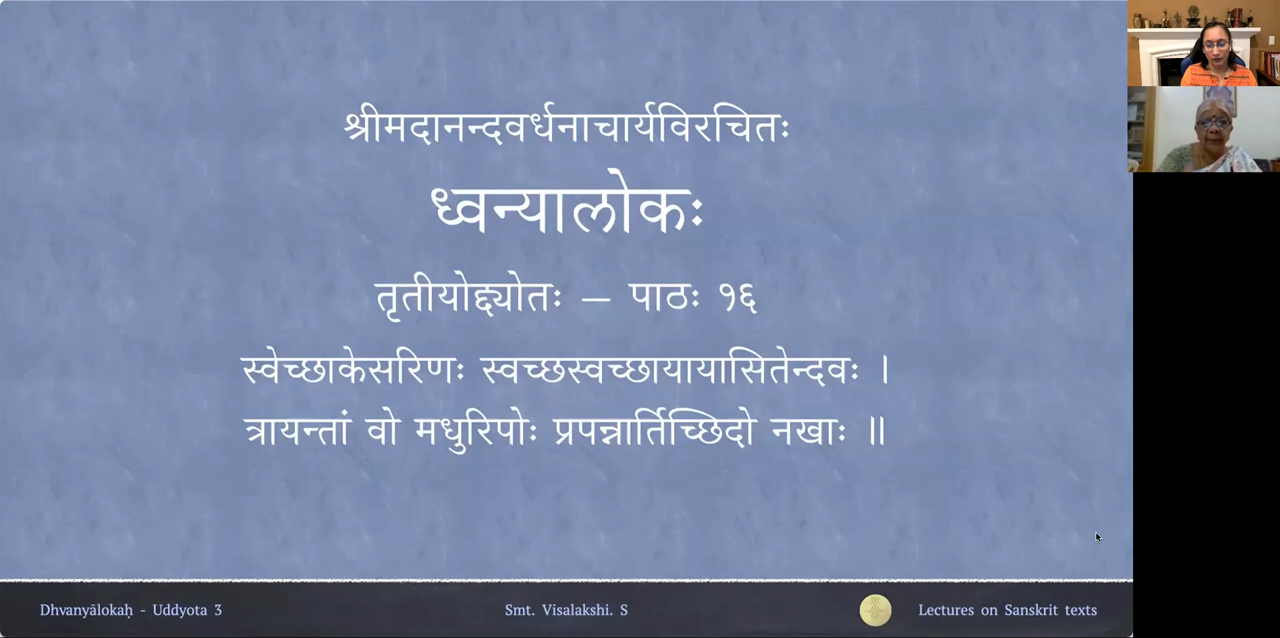 श्रीमदानन्दवर्धनाचार्यविरचितः
ध्वन्यालोकः
तृतीयोद्द्योतः – पाठः १६
स्वेच्छाकेसरिणः स्वच्छस्वच्छायायासितेन्दवः ।
त्रायन्तां वो मधुरिपोः प्रपन्नार्तिच्छिदो नखाः ॥
Dhvanyālokaḥ - Uddyota 3
Smt. Visalakshi. S
Lectures on Sanskrit texts